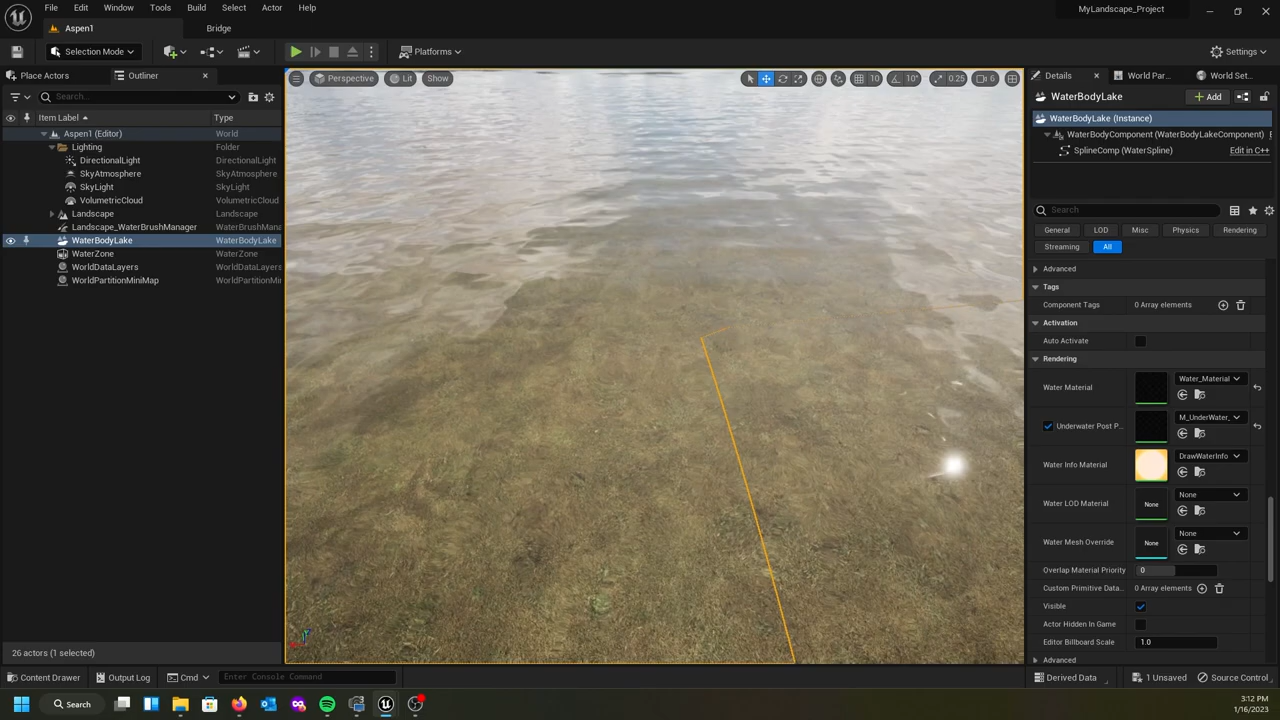 File Edit Window Tools Build Select Actor Help
MyLandscape_Project
Aspen1
Bridge
Selection Mode
Platforms
Settings
Place Actors
Outliner
Search...
Item Label
Type
Aspen1 (Editor) World
Lighting Folder
DirectionalLight DirectionalLight
SkyAtmosphere SkyAtmosphere
SkyLight SkyLight
VolumetricCloud VolumetricCloud
Landscape Landscape
Landscape_WaterBrushManager WaterBrushMana
WaterBodyLake WaterBodyLake
WaterZone WaterZone
WorldDataLayers WorldDataLayers
WorldPartitionMiniMap WorldPartitionMin
26 actors (1 selected)
Perspective Lit Show
10 10° 0.25 6
Details World Par... World Set...
WaterBodyLake
Add
WaterBodyLake (Instance)
WaterBodyComponent (WaterBodyLakeComponent) E
SplineComp (WaterSpline) Edit in C++
Search
General LOD Misc Physics Rendering
Streaming All
Advanced
Tags
Component Tags 0 Array elements
Activation
Auto Activate
Rendering
Water Material Water_Material
Underwater Post P... M_UnderWater_
Water Info Material DrawWaterInfo
Water LOD Material None None
Water Mesh Override None None
Overlap Material Priority 0
Custom Primitive Data... 0 Array elements
Visible
Actor Hidden In Game
Editor Billboard Scale 1.0
Advanced
Content Drawer Output Log Cmd Enter Console Command
Derived Data 1 Unsaved Source Control
Search
3:12 PM
1/16/2023